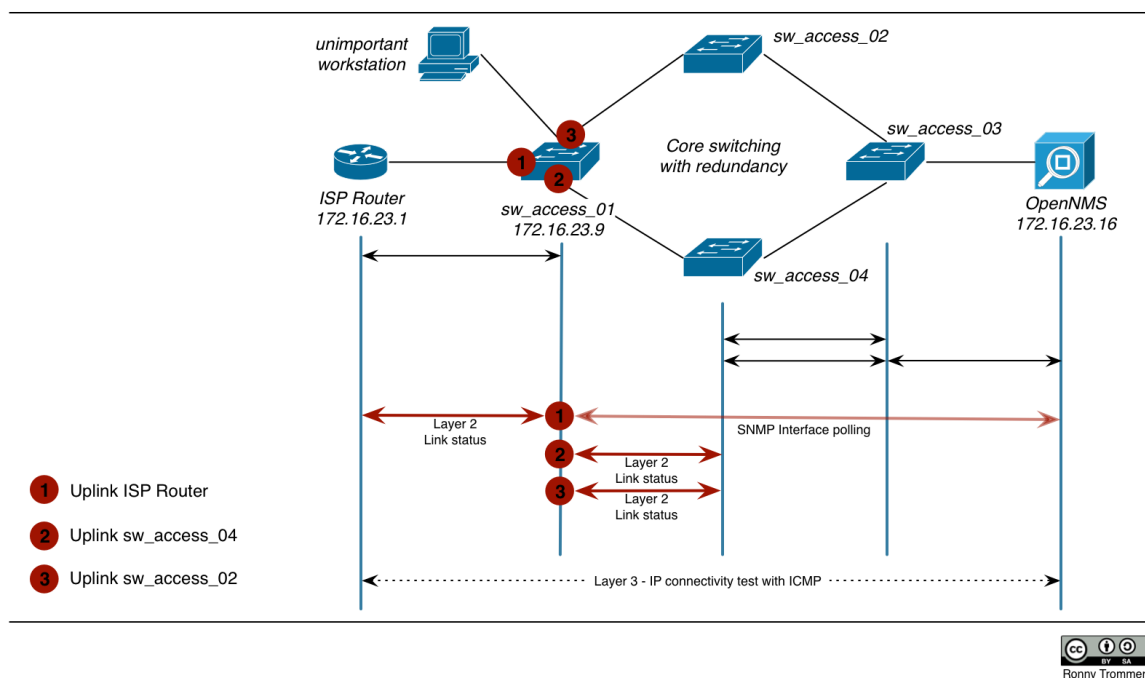 unimportant
workstation
sw_access_02
3
Core switching
with redundancy
sw_access_03
1
2
ISP Router
172.16.23.1
sw_access_01
172.16.23.9
OpenNMS
172.16.23.16
sw_access_04
1
Layer 2
Link status
SNMP Interface polling
2
Layer 2
Link status
3
Layer 2
Link status
1 Uplink ISP Router
2 Uplink sw_access_04
3 Uplink sw_access_02
Layer 3 - IP connectivity test with ICMP
cc
BY SA
Ronny Trommer